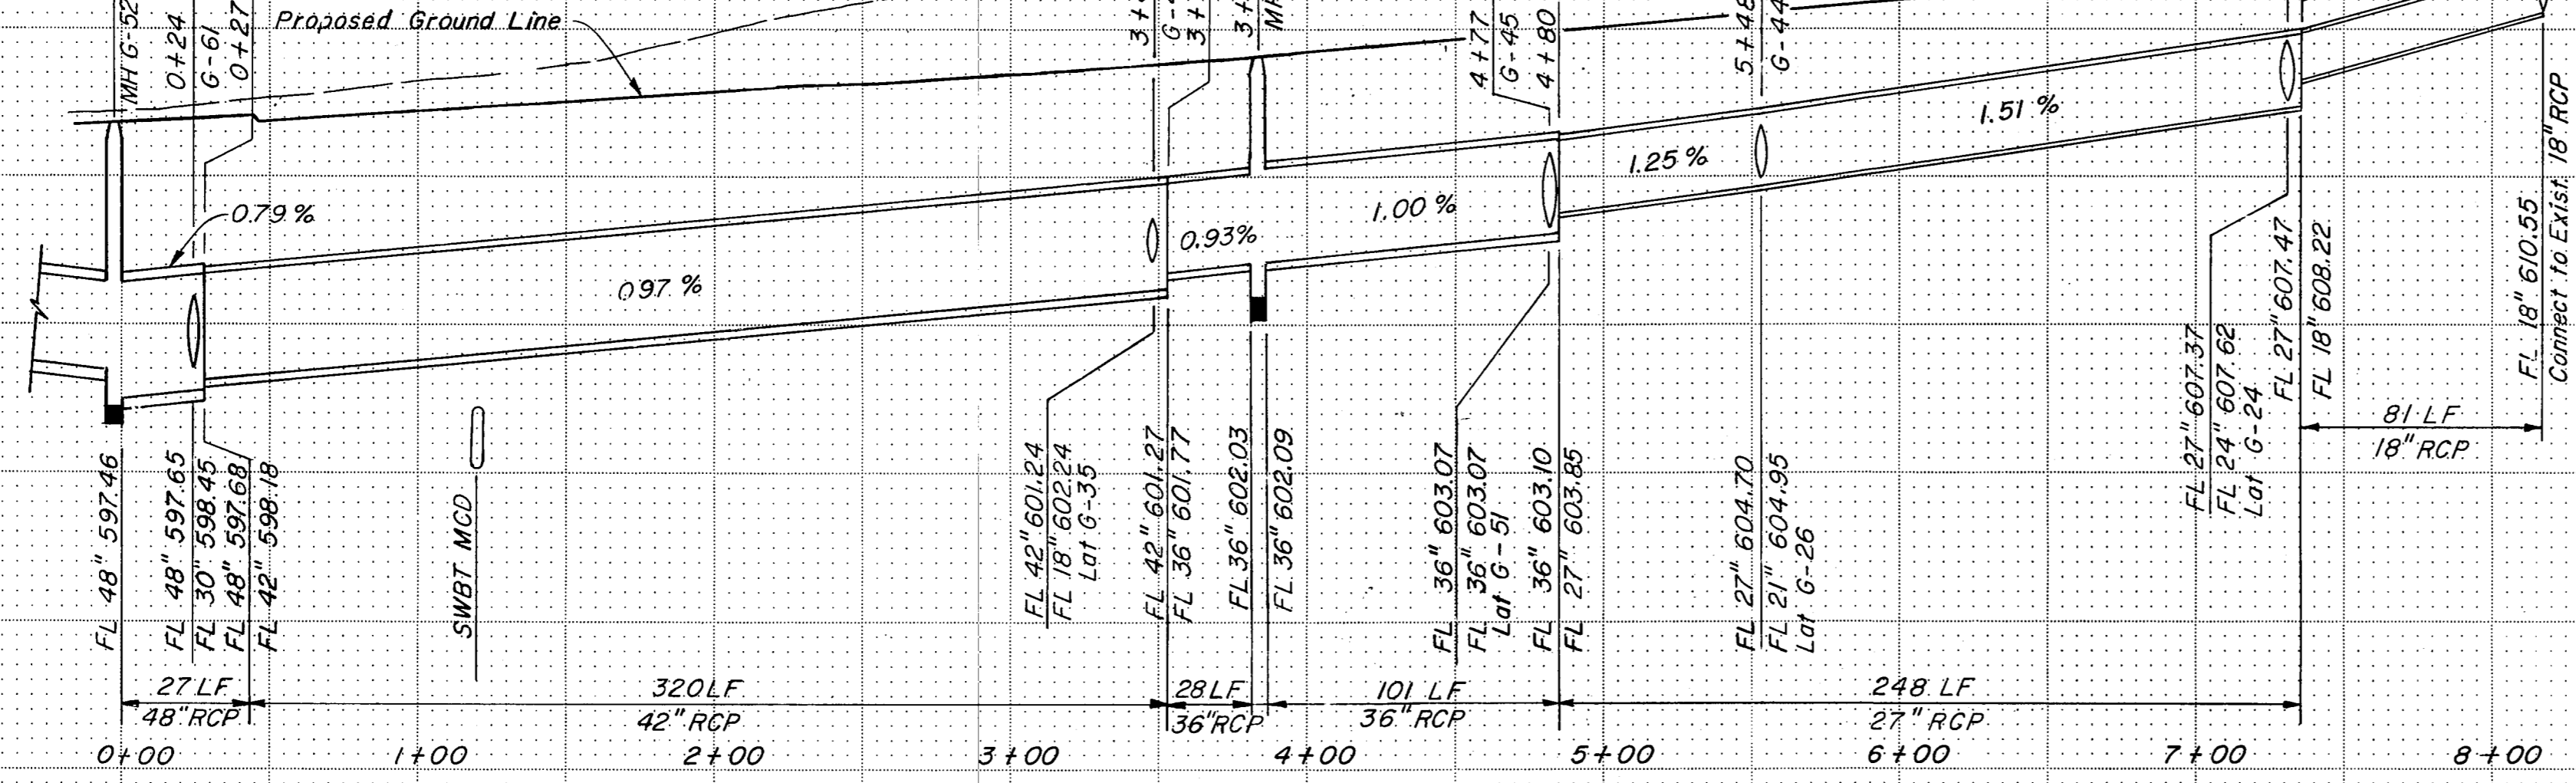 MH G-52
0+24
G-61
0+27
Proposed Ground Line
4+77
G-45
4+80
5+48
G-44
0.79 %
0.97 %
0.93%
1.00 %
1.25 %
1.51 %
FL 48" 597.46
FL 48" 597.65
FL 30" 598.45
FL 48" 597.68
FL 42" 598.18
SWBT MCD
FL 42" 601.24
FL 18" 602.24
Lat G-35
FL 42" 601.27
FL 36" 601.77
FL 36" 602.03
FL 36" 602.09
FL 36" 603.07
FL 36" 603.07
Lat G-51
FL 36" 603.10
FL 27" 603.85
FL 27" 604.70
FL 21" 604.95
Lat G-26
FL 27" 607.37
FL 24" 607.62
Lat G-24
FL 27" 607.47
FL 18" 608.22
FL 18" 610.55
Connect to Exist. 18" RCP
81 LF
18" RCP
27 LF
48" RCP
320 LF
42" RCP
28 LF
36" RCP
101 LF
36" RCP
248 LF
27" RCP
0+00
1+00
2+00
3+00
4+00
5+00
6+00
7+00
8+00